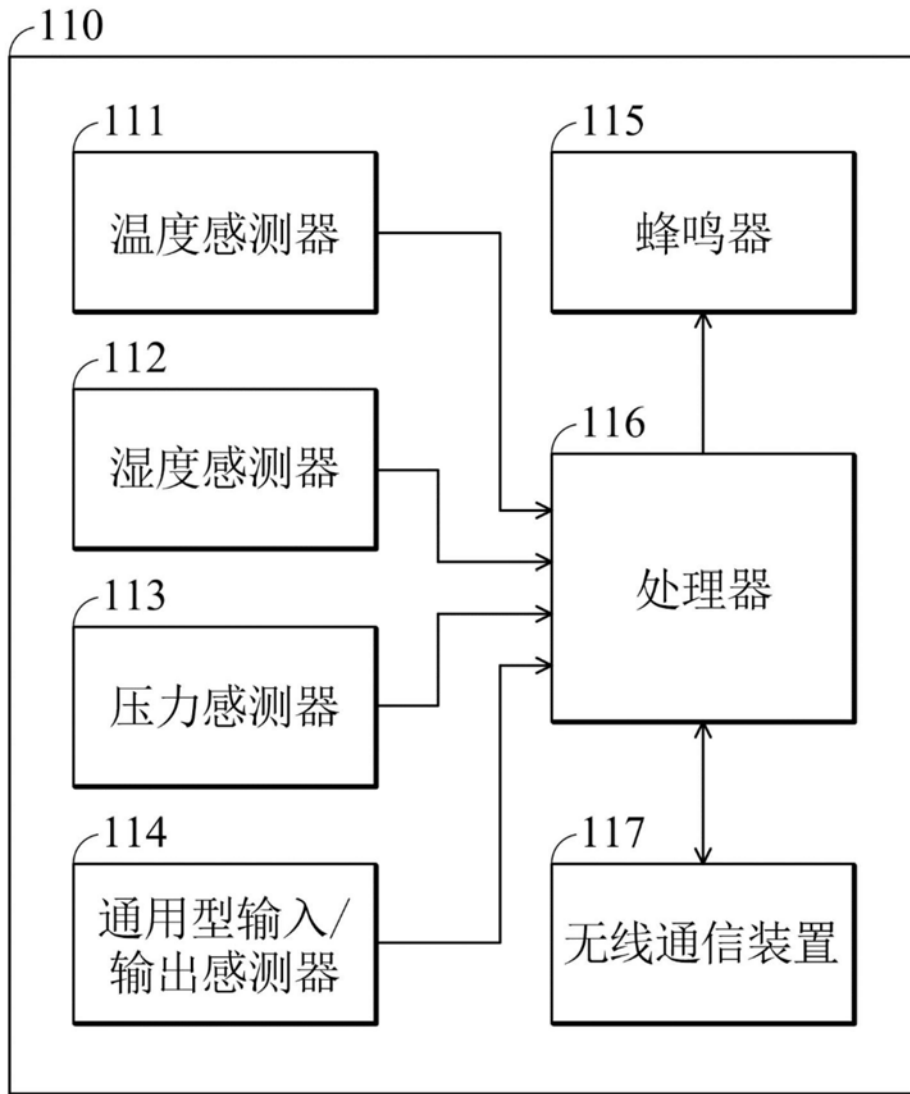 110
111
温度感测器
112
湿度感测器
113
压力感测器
114
通用型输入/
输出感测器
115
蜂鸣器
116
处理器
117
无线通信装置